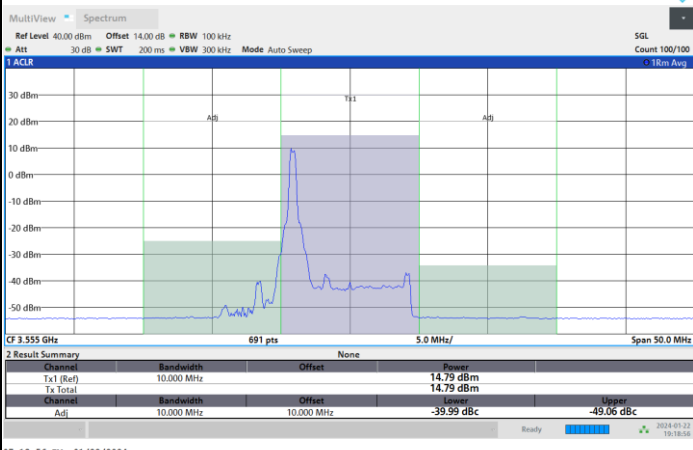 MultiView Spectrum
Ref Level 40.00 dBm Offset 14.00 dB RBW 100 kHz SGL
Att 30 dB SWT 200 ms VBW 300 kHz Mode Auto Sweep Count 100/100
1 ACLR 1Rm Avg
30 dBm
Tx1
20 dBm
Adj Adj
10 dBm
0 dBm
-10 dBm
-20 dBm
-30 dBm
-40 dBm
-50 dBm
CF 3.555 GHz 691 pts 5.0 MHz/ Span 50.0 MHz
2 Result Summary None
Channel Bandwidth Offset Power
Tx1 (Ref) 10.000 MHz 14.79 dBm
Tx Total 14.79 dBm
Channel Bandwidth Offset Lower Upper
Adj 10.000 MHz 10.000 MHz -39.99 dBc -49.06 dBc
Ready 2024-01-22
19:18:56